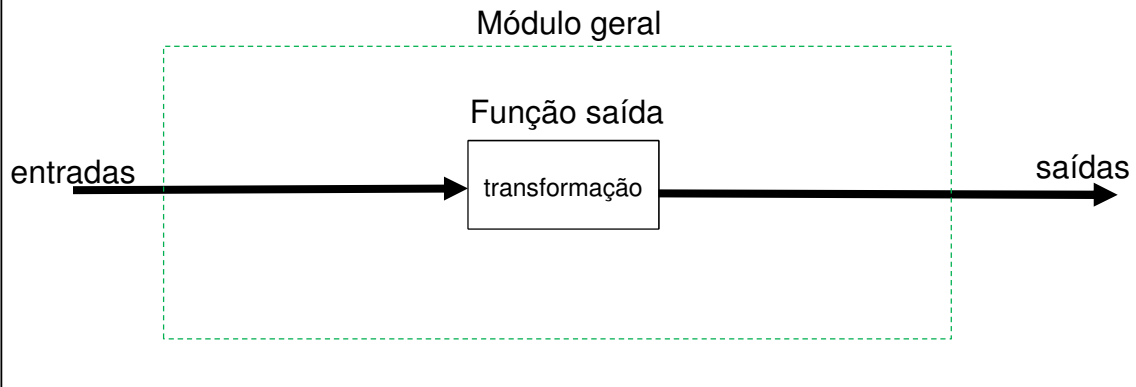 Módulo geral
Função saída
entradas
transformação
saídas